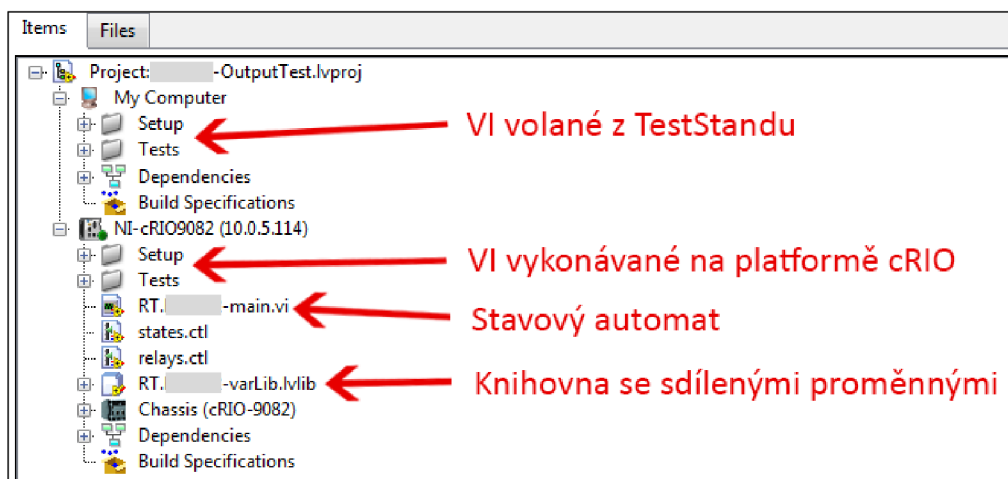 Items Files
Project: -OutputTest.lvproj
My Computer
Setup
VI volané z TestStandu
Tests
Dependencies
Build Specifications
NI-cRIO9082 (10.0.5.114)
Setup
VI vykonávané na platformě cRIO
Tests
RT. -main.vi
Stavový automat
states.ctl
relays.ctl
RT. -varLib.lvlib
Knihovna se sdílenými proměnnými
Chassis (cRIO-9082)
Dependencies
Build Specifications